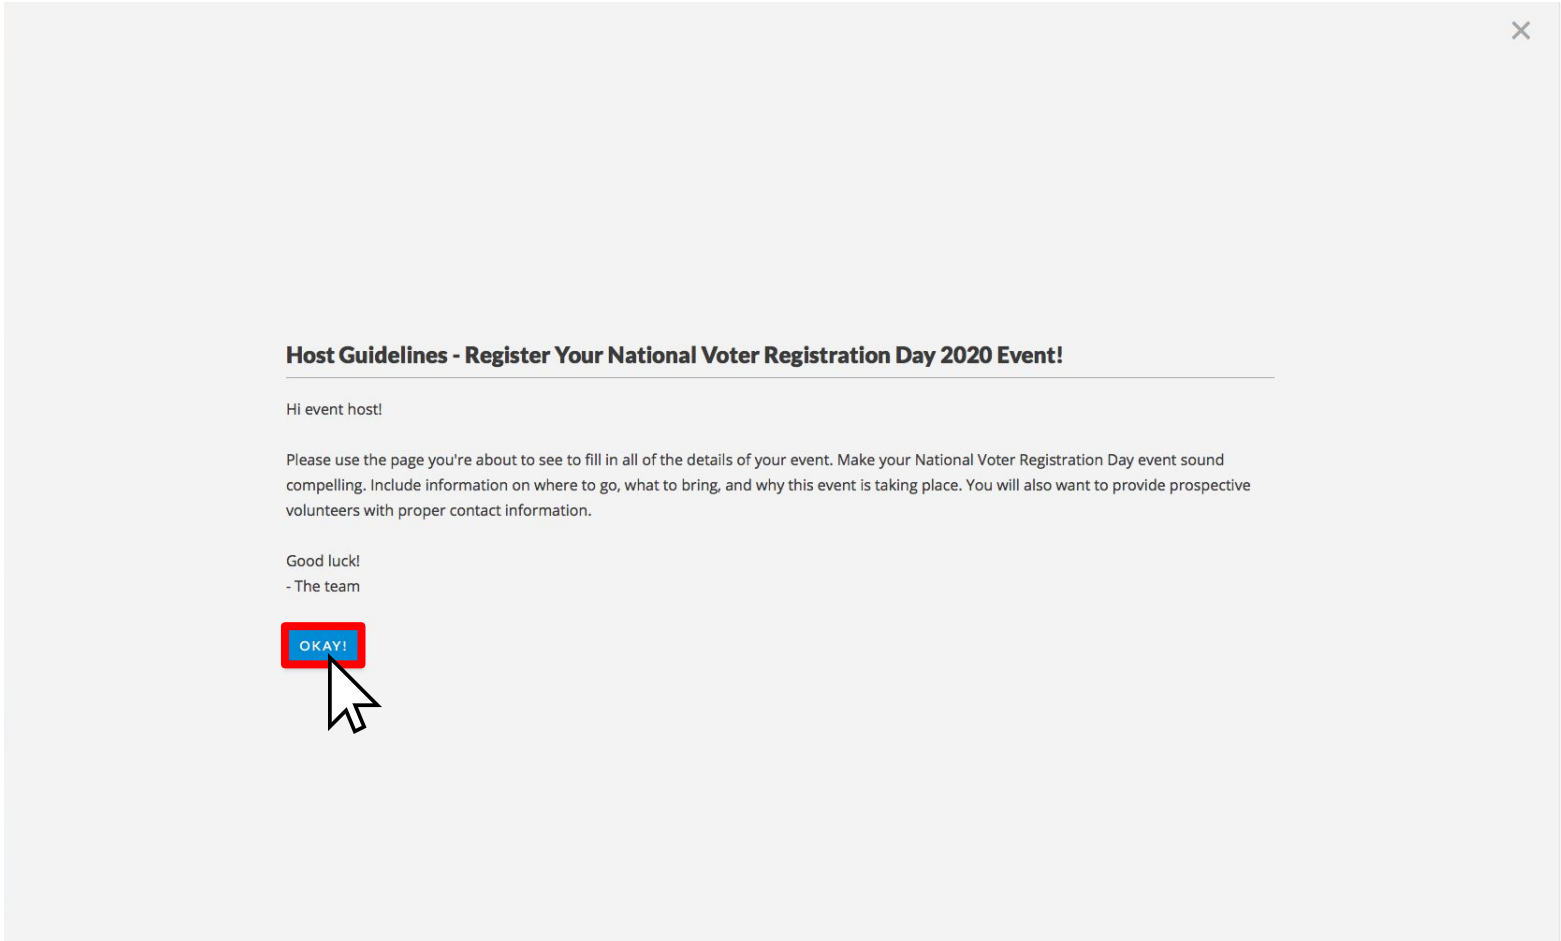 Host Guidelines - Register Your National Voter Registration Day 2020 Event!
Hi event host!
Please use the page you're about to see to fill in all of the details of your event. Make your National Voter Registration Day event sound
compelling. Include information on where to go, what to bring, and why this event is taking place. You will also want to provide prospective
volunteers with proper contact information.
Good luck!
- The team
OKAY!